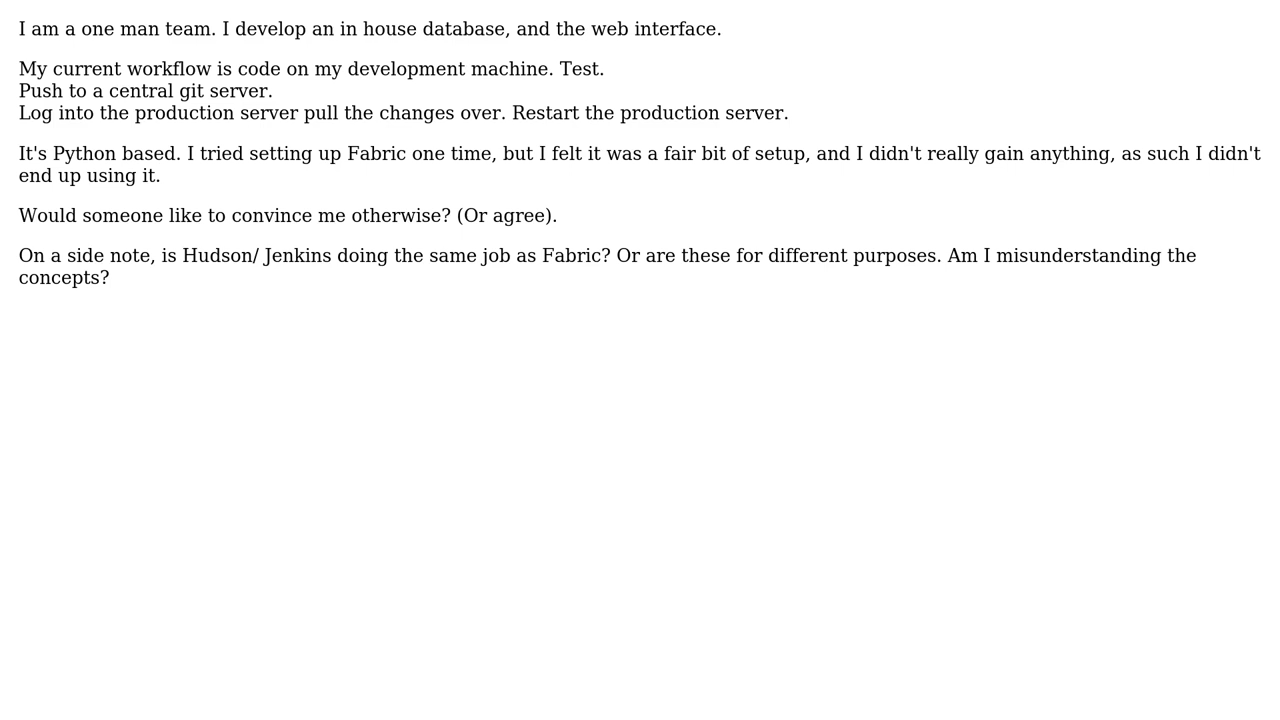 I am a one man team. I develop an in house database, and the web interface.
My current workflow is code on my development machine. Test.
Push to a central git server.
Log into the production server pull the changes over. Restart the production server.
It's Python based. I tried setting up Fabric one time, but I felt it was a fair bit of setup, and I didn't really gain anything, as such I didn't
end up using it.
Would someone like to convince me otherwise? (Or agree).
On a side note, is Hudson/ Jenkins doing the same job as Fabric? Or are these for different purposes. Am I misunderstanding the
concepts?